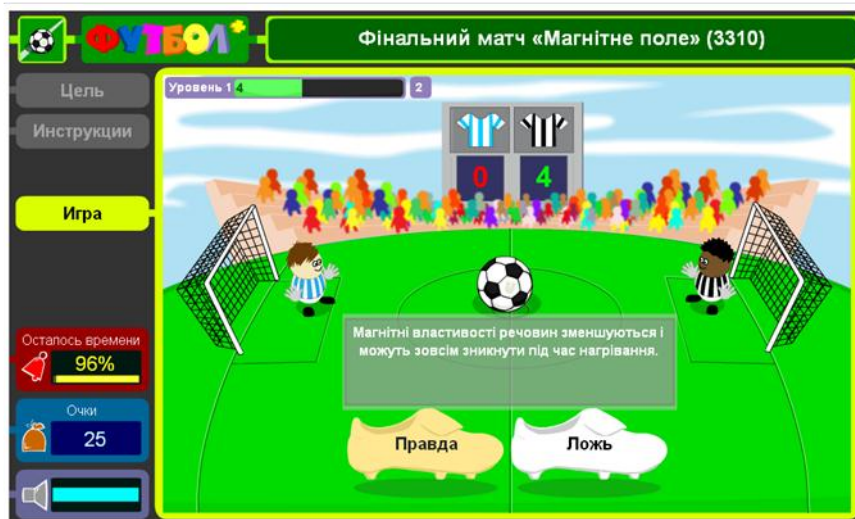 ФУТБОЛ+
Фінальний матч «Магнітне поле» (3310)
Цель
Инструкции
Игра
Уровень 1 4
2
0 4
Осталось времени
96%
Очки
25
Магнітні властивості речовин зменшуються і
можуть зовсім зникнути під час нагрівання.
Правда
Ложь